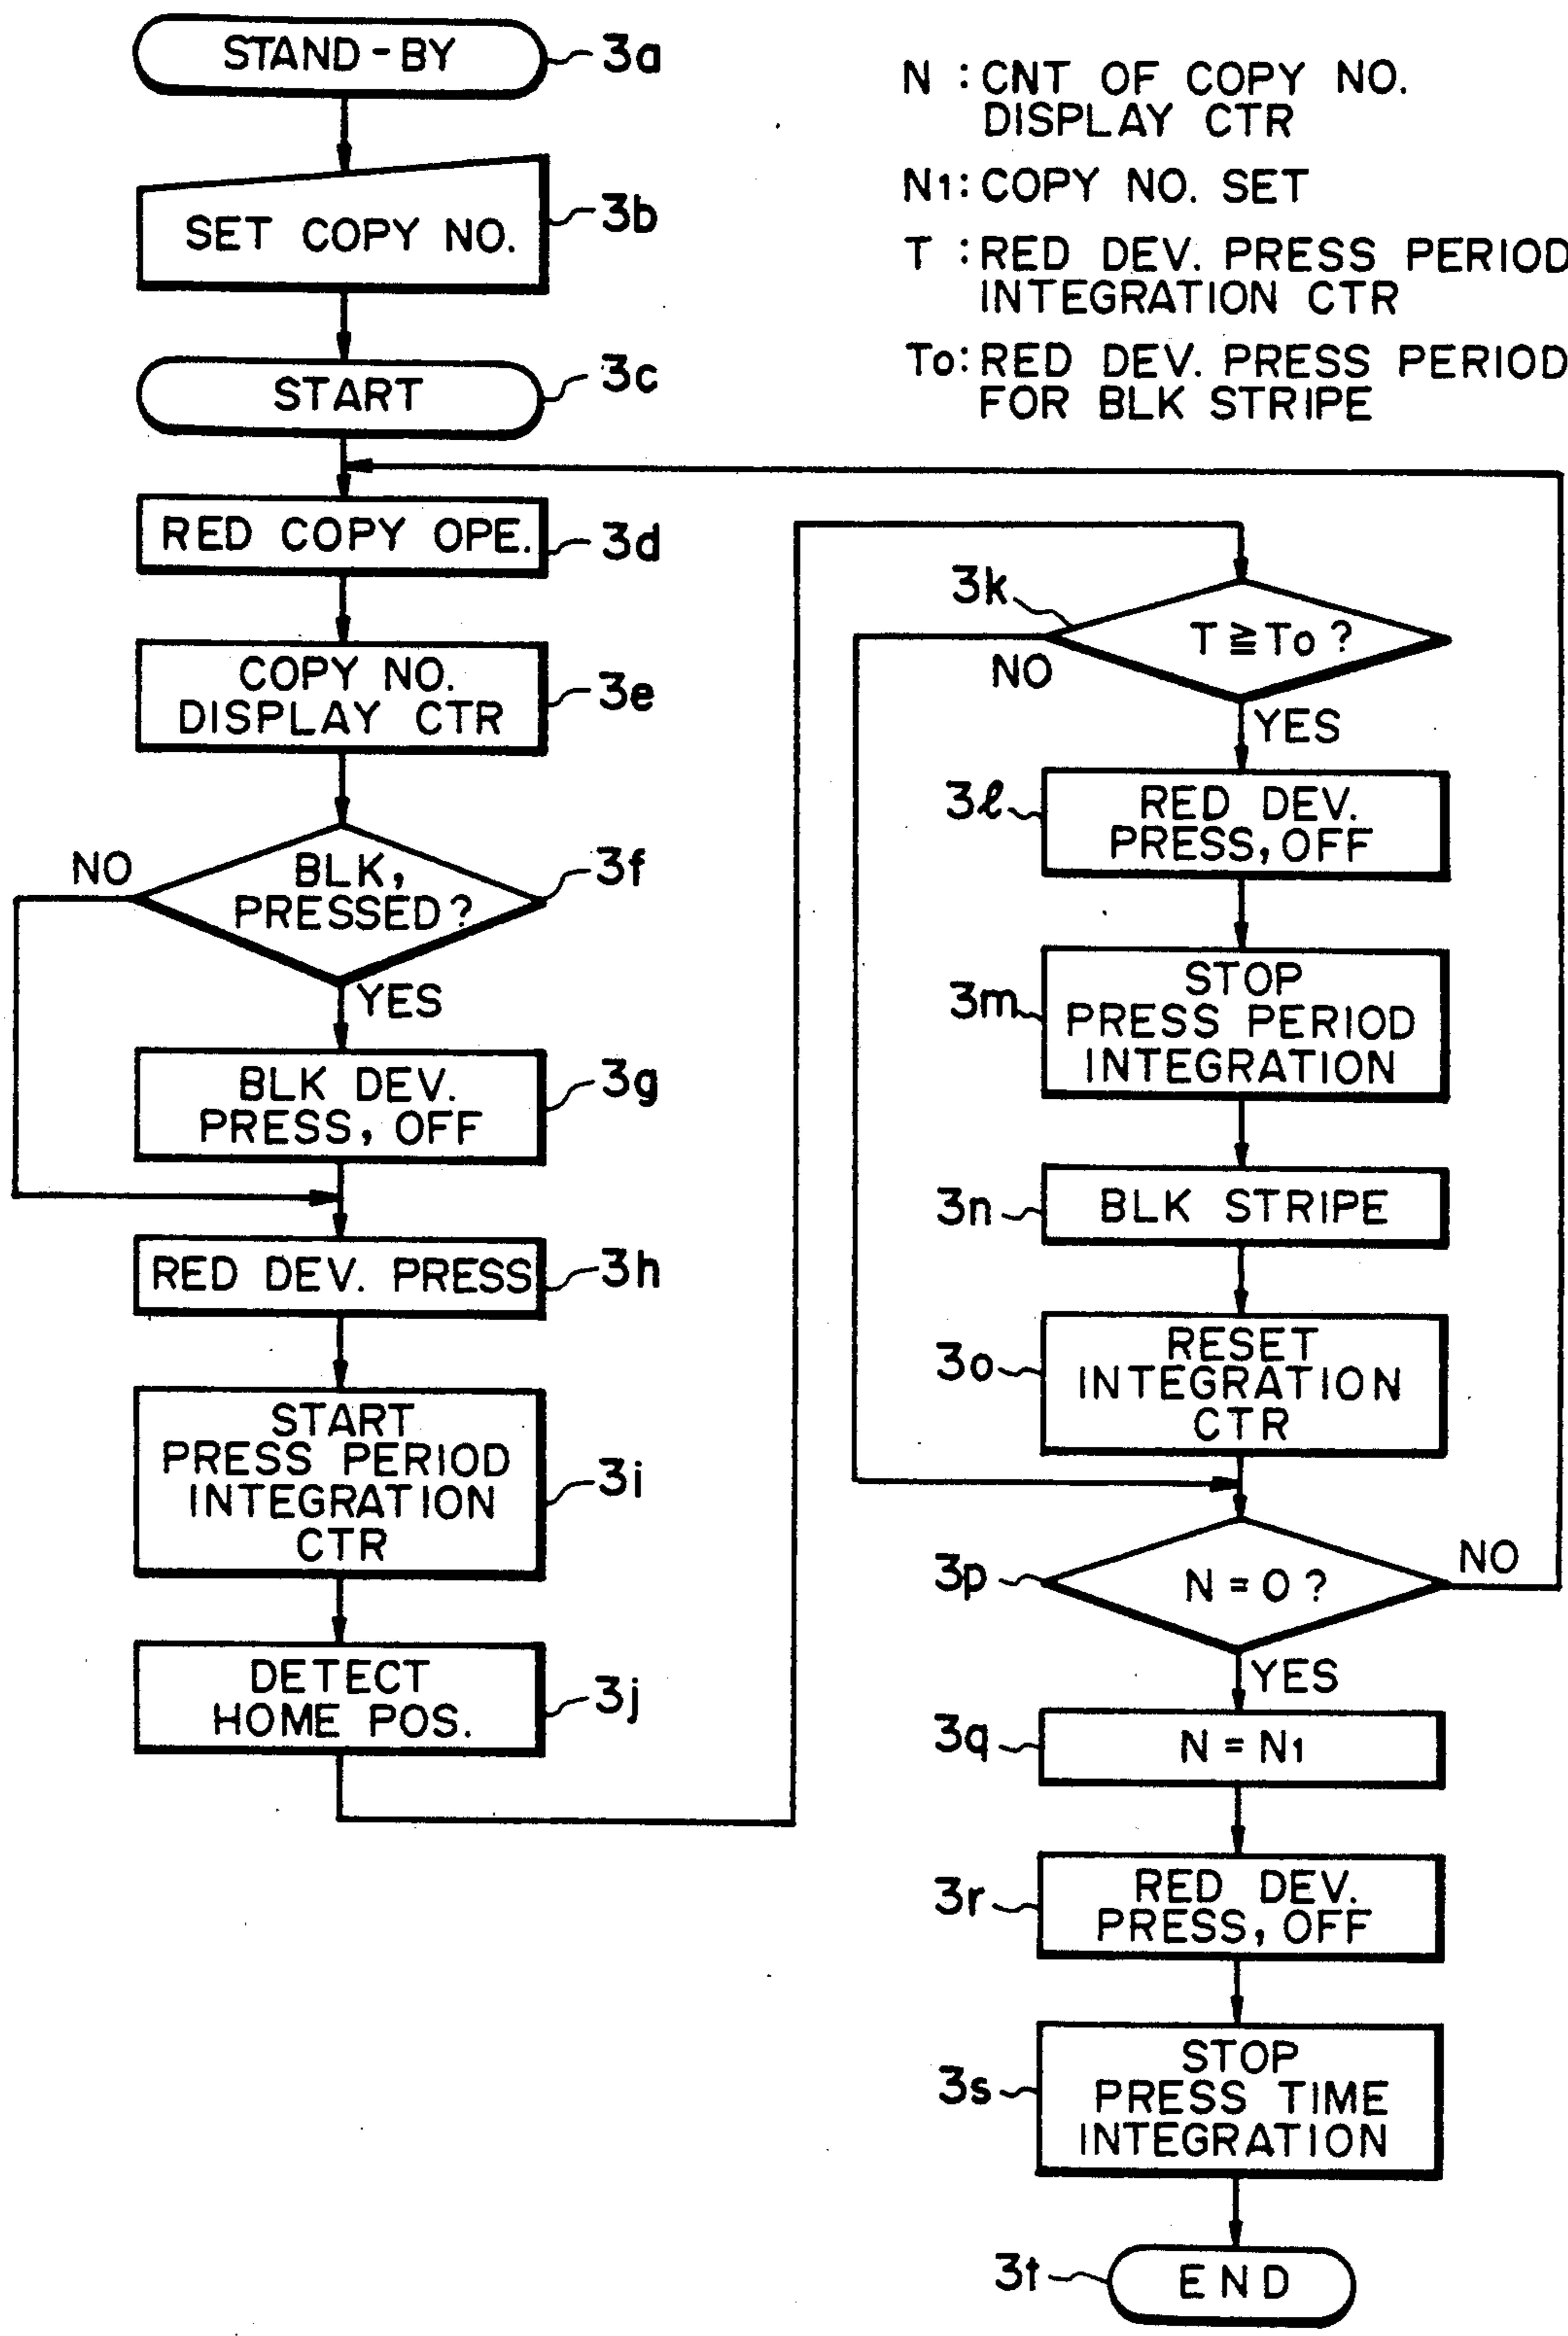 STAND-BY
3a
SET COPY NO.
3b
START
3c
RED COPY OPE.
3d
COPY NO.
DISPLAY CTR
3e
BLK,
PRESSED?
3f
NO
YES
BLK DEV.
PRESS, OFF
3g
RED DEV. PRESS
3h
START
PRESS PERIOD
INTEGRATION
CTR
3i
DETECT
HOME POS.
3j
N : CNT OF COPY NO.
DISPLAY CTR
N1: COPY NO. SET
T : RED DEV. PRESS PERIOD
INTEGRATION CTR
To: RED DEV. PRESS PERIOD
FOR BLK STRIPE
3k
T ≧ To ?
NO
YES
3ℓ
RED DEV.
PRESS, OFF
3m
STOP
PRESS PERIOD
INTEGRATION
3n
BLK STRIPE
3o
RESET
INTEGRATION
CTR
3p
N = O ?
NO
YES
3q
N = N1
3r
RED DEV.
PRESS, OFF
3s
STOP
PRESS TIME
INTEGRATION
3t
END